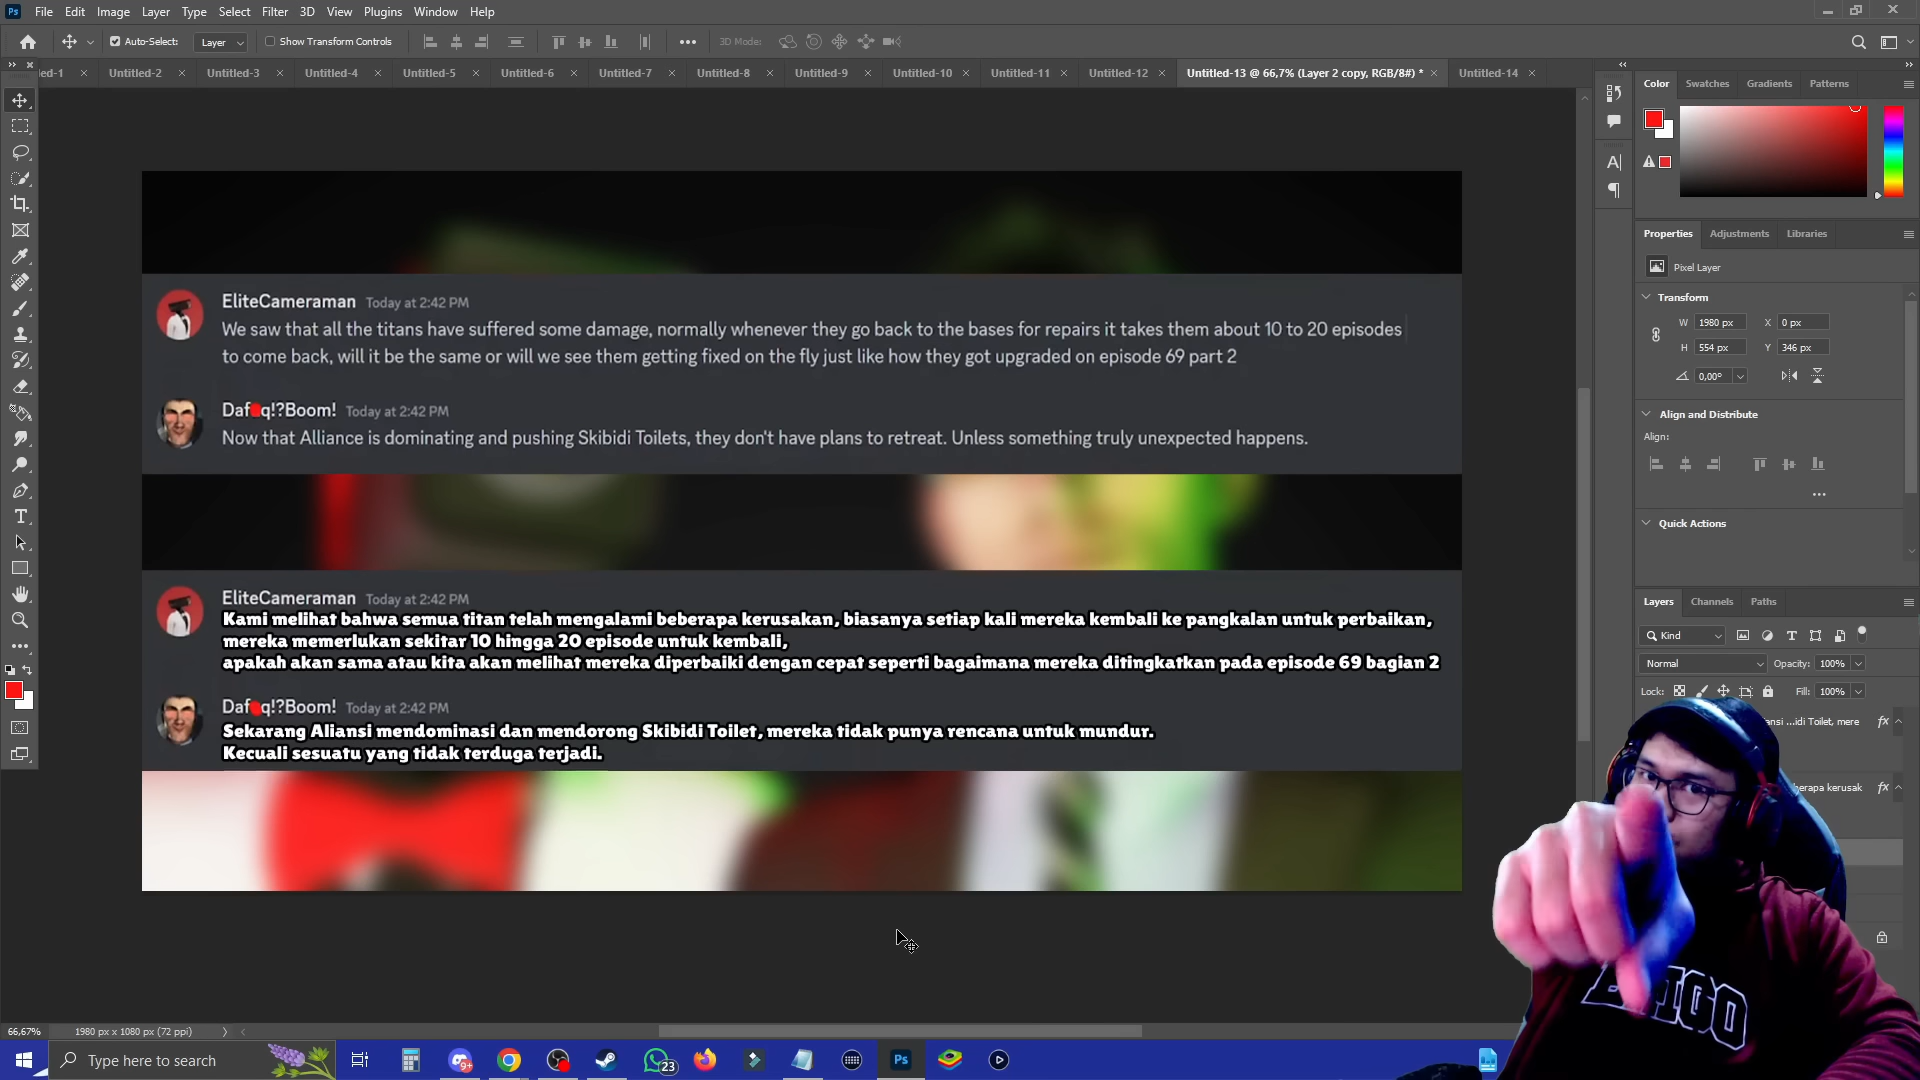 Ps File Edit Image Layer Type Select Filter 3D View Plugins Window Help
Auto-Select: Layer Show Transform Controls 3D Mode:
ed-1 Untitled-2 Untitled-3 Untitled-4 Untitled-5 Untitled-6 Untitled-7 Untitled-8 Untitled-9 Untitled-10 Untitled-11 Untitled-12 Untitled-13 @ 66,7% (Layer 2 copy, RGB/8#) * Untitled-14
EliteCameraman Today at 2:42 PM
We saw that all the titans have suffered some damage, normally whenever they go back to the bases for repairs it takes them about 10 to 20 episodes
to come back, will it be the same or will we see them getting fixed on the fly just like how they got upgraded on episode 69 part 2
Daf q!?Boom! Today at 2:42 PM
Now that Alliance is dominating and pushing Skibidi Toilets, they don't have plans to retreat. Unless something truly unexpected happens.
EliteCameraman Today at 2:42 PM
Kami melihat bahwa semua titan telah mengalami beberapa kerusakan, biasanya setiap kali mereka kembali ke pangkalan untuk perbaikan,
mereka memerlukan sekitar 10 hingga 20 episode untuk kembali,
apakah akan sama atau kita akan melihat mereka diperbaiki dengan cepat seperti bagaimana mereka ditingkatkan pada episode 69 bagian 2
Daf q!?Boom! Today at 2:42 PM
Sekarang Aliansi mendominasi dan mendorong Skibidi Toilet, mereka tidak punya rencana untuk mundur.
Kecuali sesuatu yang tidak terduga terjadi.
Color Swatches Gradients Patterns
Properties Adjustments Libraries
Pixel Layer
Transform
W 1980 px X 0 px
H 554 px Y 346 px
0,00°
Align and Distribute
Align:
Quick Actions
Layers Channels Paths
Kind
Normal Opacity: 100%
Lock: Fill: 100%
ansi ...idi Toilet, mere fx
berapa kerusak fx
66,67% 1980 px x 1080 px (72 ppi)
Type here to search 9+ 23 Ps